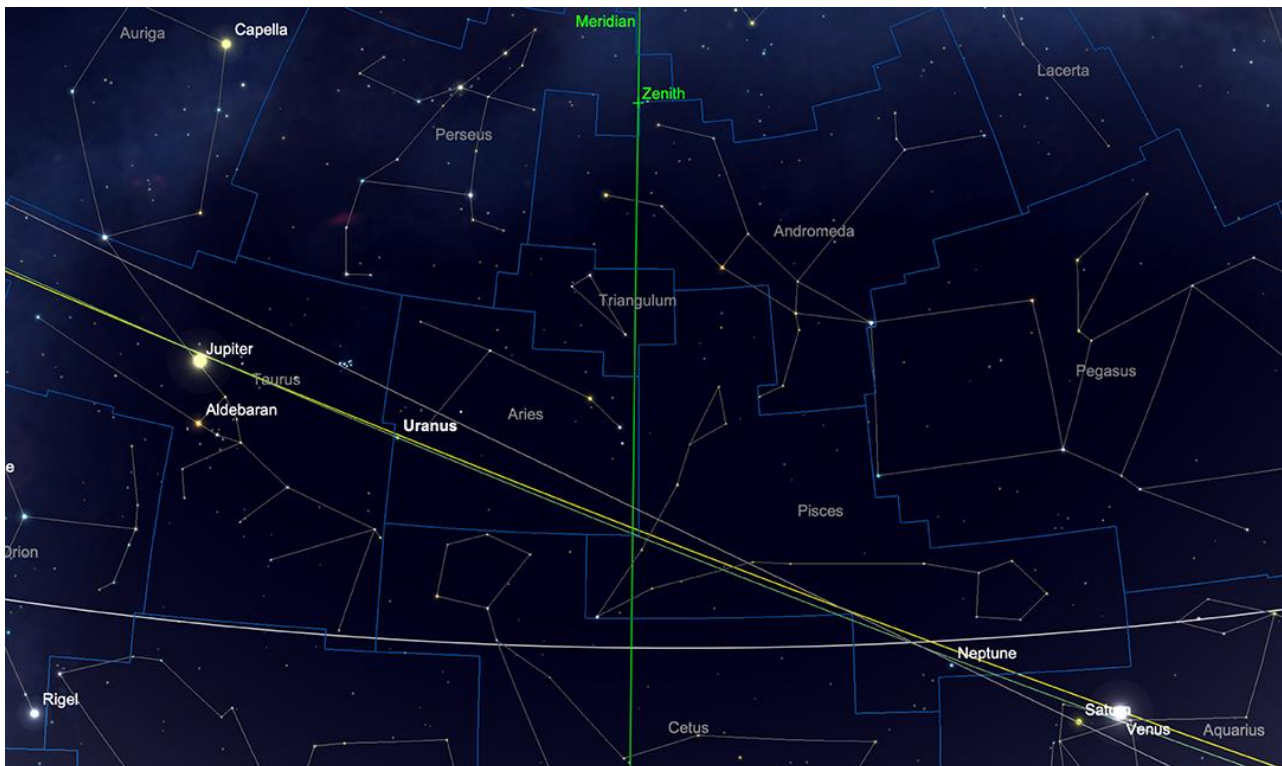 Meridian
Capella
Auriga
Lacerta
Zenith
Perseus
Andromeda
Triangulum
Jupiter
Pegasus
Taurus
Aldebaran
Aries
Uranus
e
Pisces
Orion
Neptune
Rigel
Saturn
Cetus
Venus
Aquarius